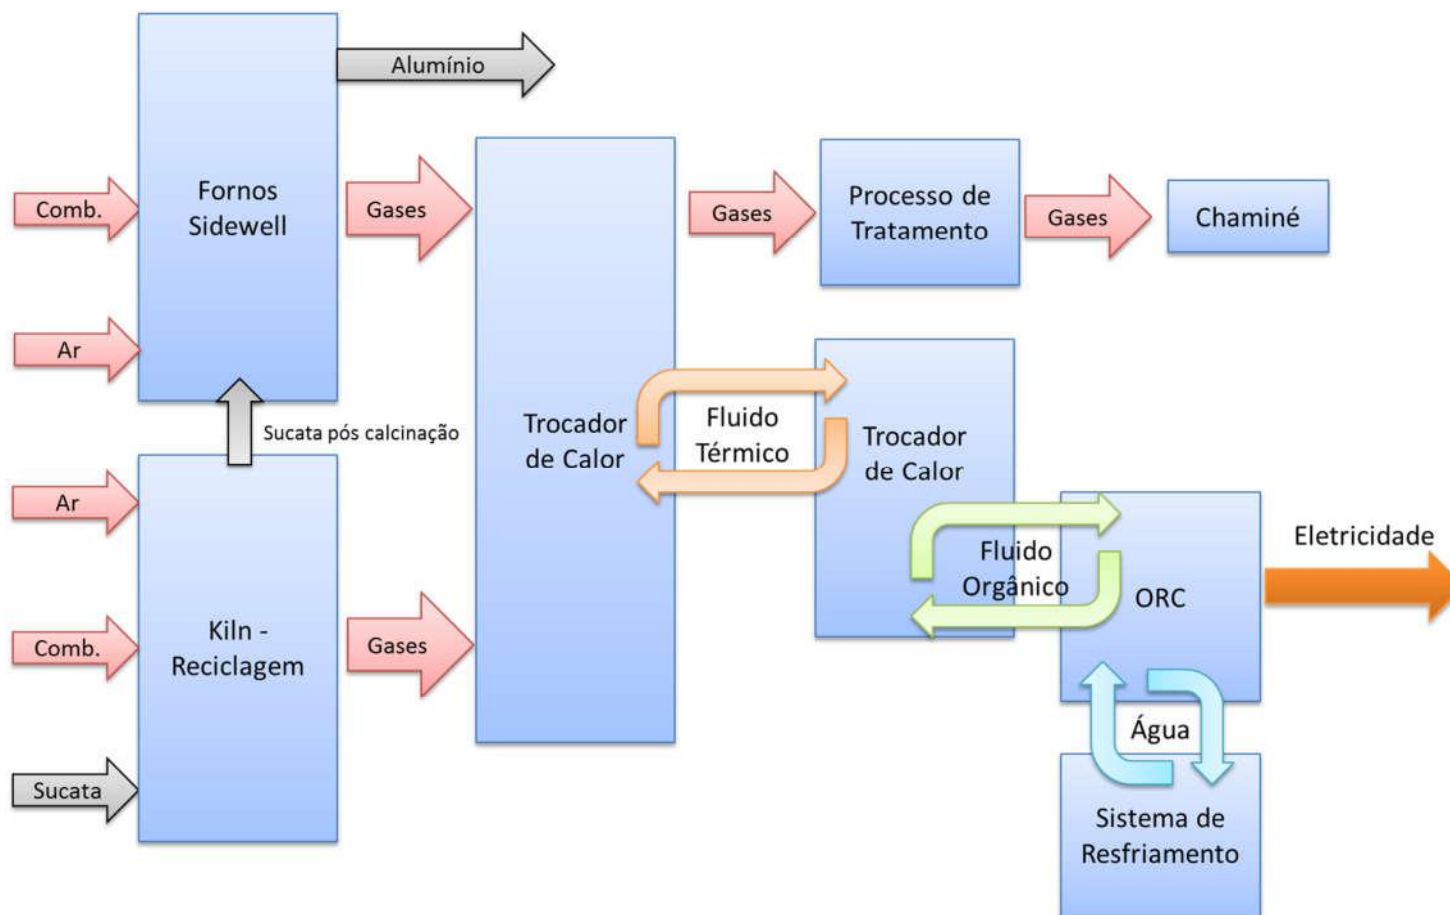 Alumínio
Fornos
Sidewell
Comb.
Gases
Gases
Processo de
Tratamento
Gases
Chaminé
Ar
Sucata pós calcinação
Trocador
de Calor
Fluido
Térmico
Trocador
de Calor
Ar
Fluido
Orgânico
ORC
Eletricidade
Comb.
Kiln -
Reciclagem
Gases
Água
Sucata
Sistema de
Resfriamento